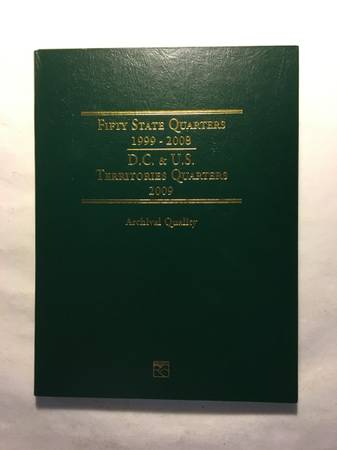 FIFTY STATE QUARTERS
1999 - 2008
D.C. & U.S.
TERRITORIES QUARTERS
2009
Archival Quality